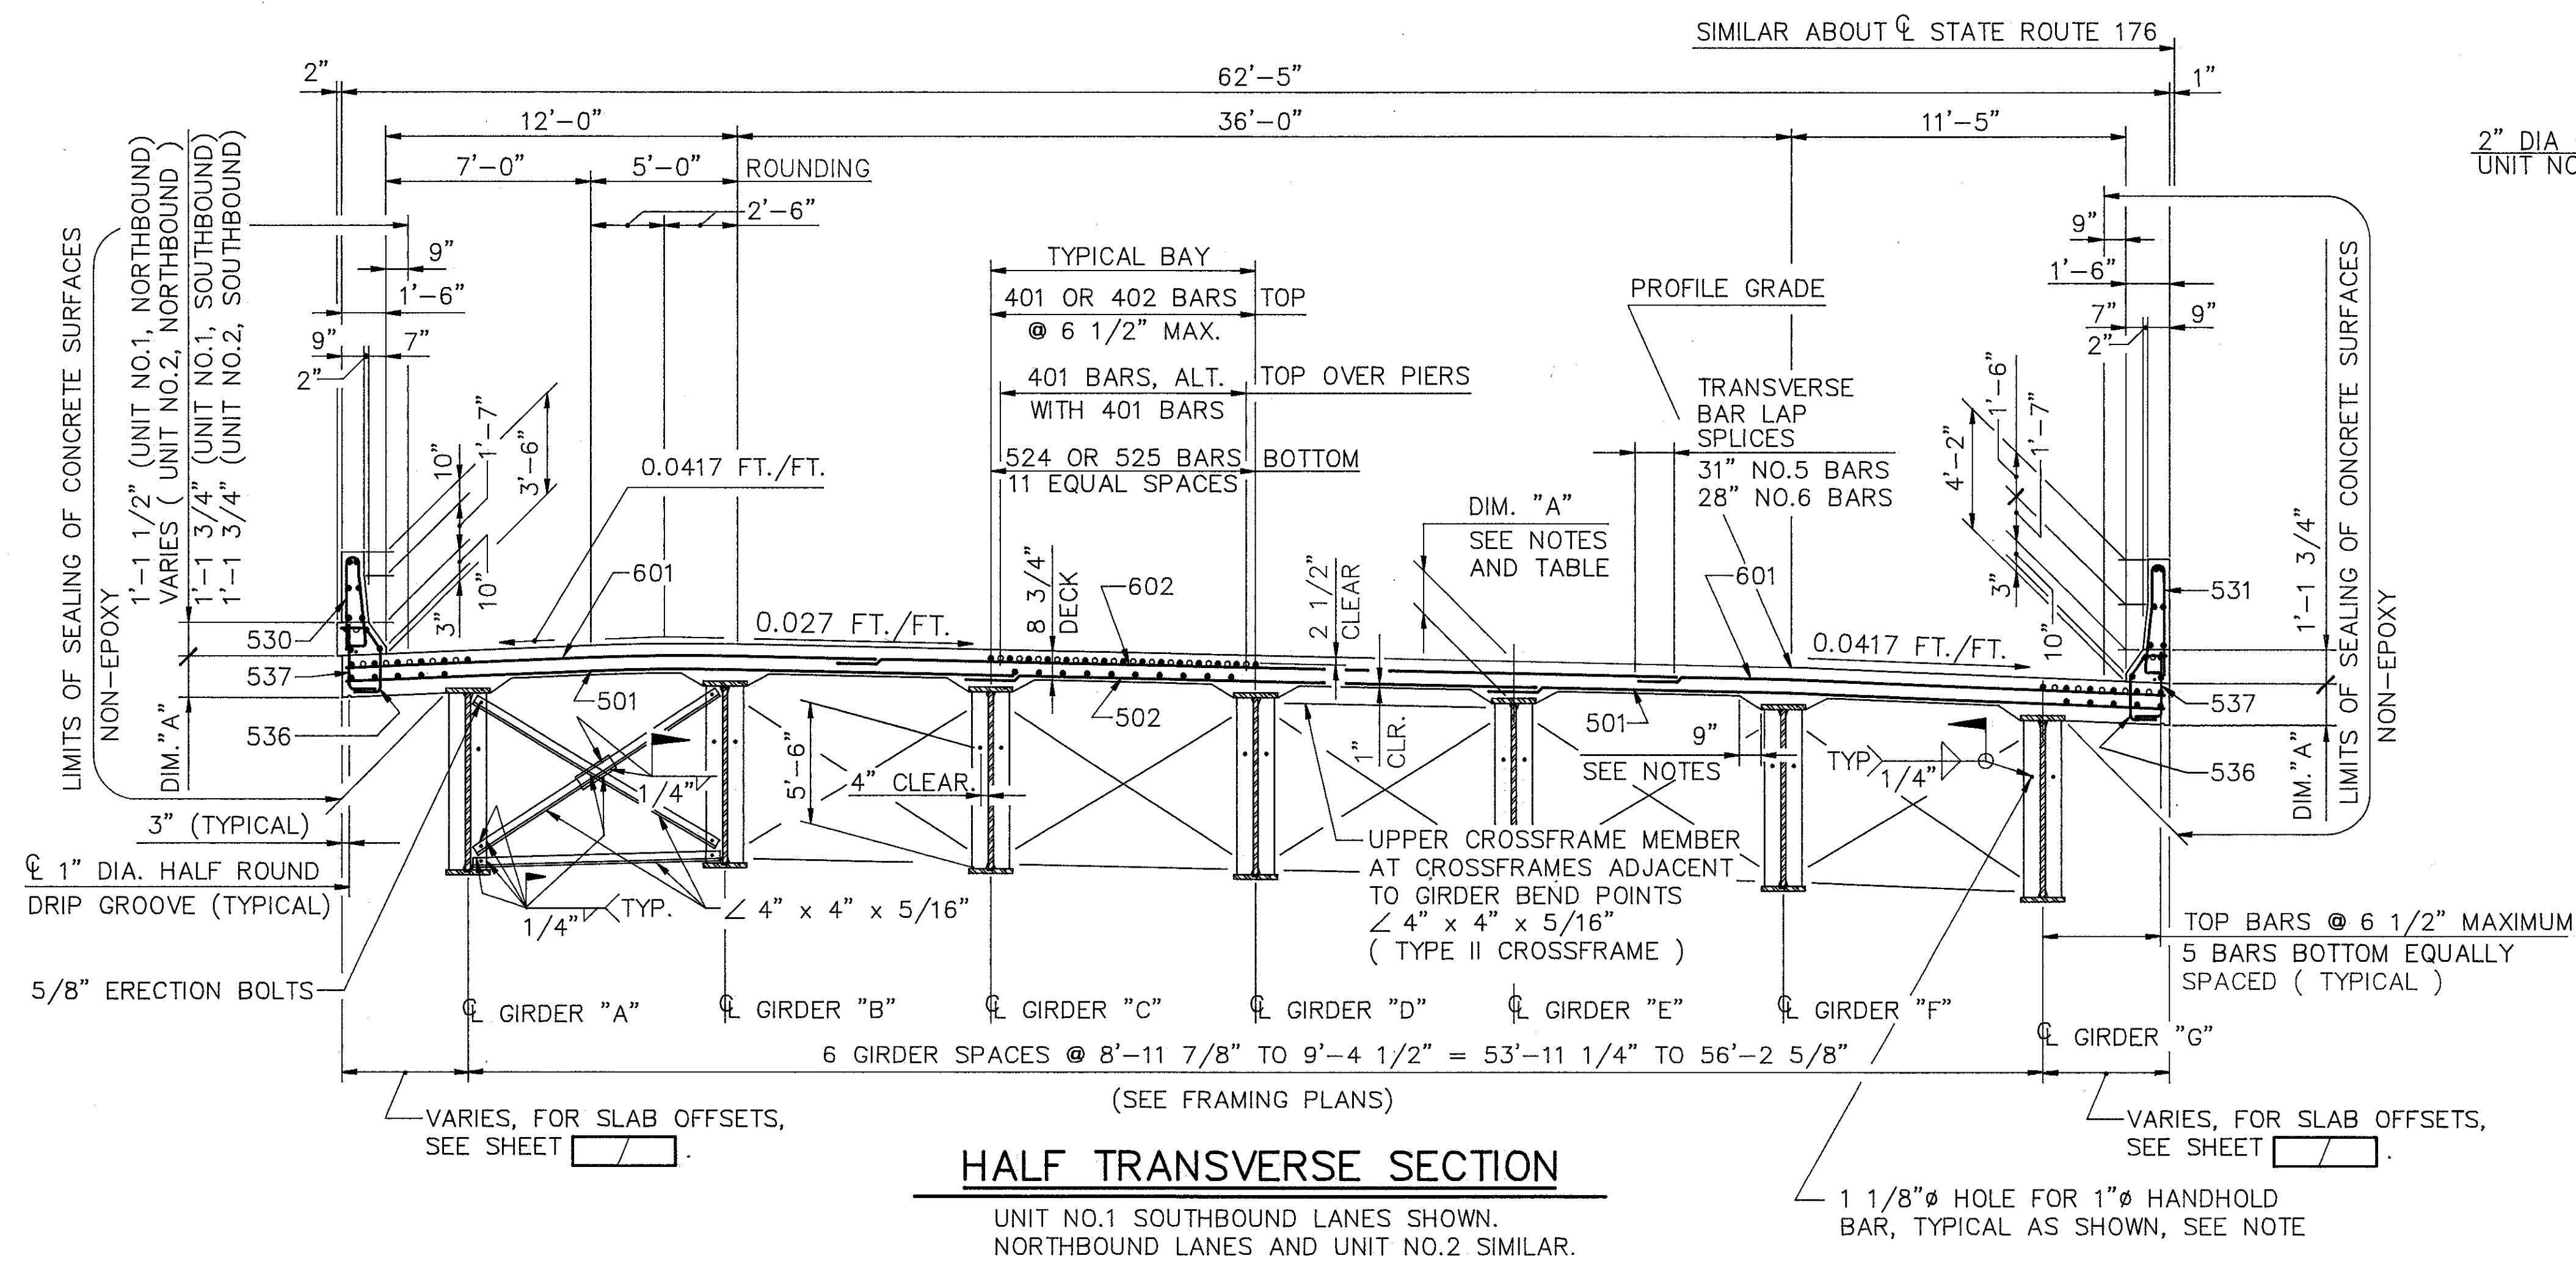 SIMILAR ABOUT ℄ STATE ROUTE 176
2"
62'-5"
1"
12'-0"
36'-0"
11'-5"
2" DIA
UNIT NO
7'-0"
5'-0"
ROUNDING
2'-6"
LIMITS OF SEALING OF CONCRETE SURFACES
NON-EPOXY
1'-1 1/2" (UNIT NO.1, NORTHBOUND)
VARIES ( UNIT NO.2, NORTHBOUND )
1'-1 3/4" (UNIT NO.1, SOUTHBOUND)
1'-1 3/4" (UNIT NO.2, SOUTHBOUND)
DIM."A"
9"
1'-6"
9"
7"
2"
10"
1'-7"
3'-6"
3"
10"
TYPICAL BAY
401 OR 402 BARS
TOP
@ 6 1/2" MAX.
401 BARS, ALT.
TOP OVER PIERS
WITH 401 BARS
524 OR 525 BARS
BOTTOM
11 EQUAL SPACES
PROFILE GRADE
TRANSVERSE
BAR LAP
SPLICES
31" NO.5 BARS
28" NO.6 BARS
DIM. "A"
SEE NOTES
AND TABLE
9"
1'-6"
7"
9"
2"
1'-6"
1'-7"
4'-2"
3"
10"
LIMITS OF SEALING OF CONCRETE SURFACES
NON-EPOXY
1'-1 3/4"
DIM."A"
0.0417 FT./FT.
0.027 FT./FT.
0.0417 FT./FT.
8 3/4"
DECK
2 1/2"
CLEAR
1"
CLR.
601
602
601
530
537
536
501
502
501
531
537
536
5'-6"
4" CLEAR.
1/4"
9"
SEE NOTES
TYP
1/4"
3" (TYPICAL)
℄ 1" DIA. HALF ROUND
DRIP GROOVE (TYPICAL)
1/4"
TYP.
∠ 4" x 4" x 5/16"
UPPER CROSSFRAME MEMBER
AT CROSSFRAMES ADJACENT
TO GIRDER BEND POINTS
∠ 4" x 4" x 5/16"
( TYPE II CROSSFRAME )
TOP BARS @ 6 1/2" MAXIMUM
5 BARS BOTTOM EQUALLY
SPACED ( TYPICAL )
5/8" ERECTION BOLTS
℄ GIRDER "A"
℄ GIRDER "B"
℄ GIRDER "C"
℄ GIRDER "D"
℄ GIRDER "E"
℄ GIRDER "F"
℄ GIRDER "G"
6 GIRDER SPACES @ 8'-11 7/8" TO 9'-4 1/2" = 53'-11 1/4" TO 56'-2 5/8"
(SEE FRAMING PLANS)
VARIES, FOR SLAB OFFSETS,
SEE SHEET / .
VARIES, FOR SLAB OFFSETS,
SEE SHEET / .
HALF TRANSVERSE SECTION
UNIT NO.1 SOUTHBOUND LANES SHOWN.
NORTHBOUND LANES AND UNIT NO.2 SIMILAR.
1 1/8"ø HOLE FOR 1"ø HANDHOLD
BAR, TYPICAL AS SHOWN, SEE NOTE